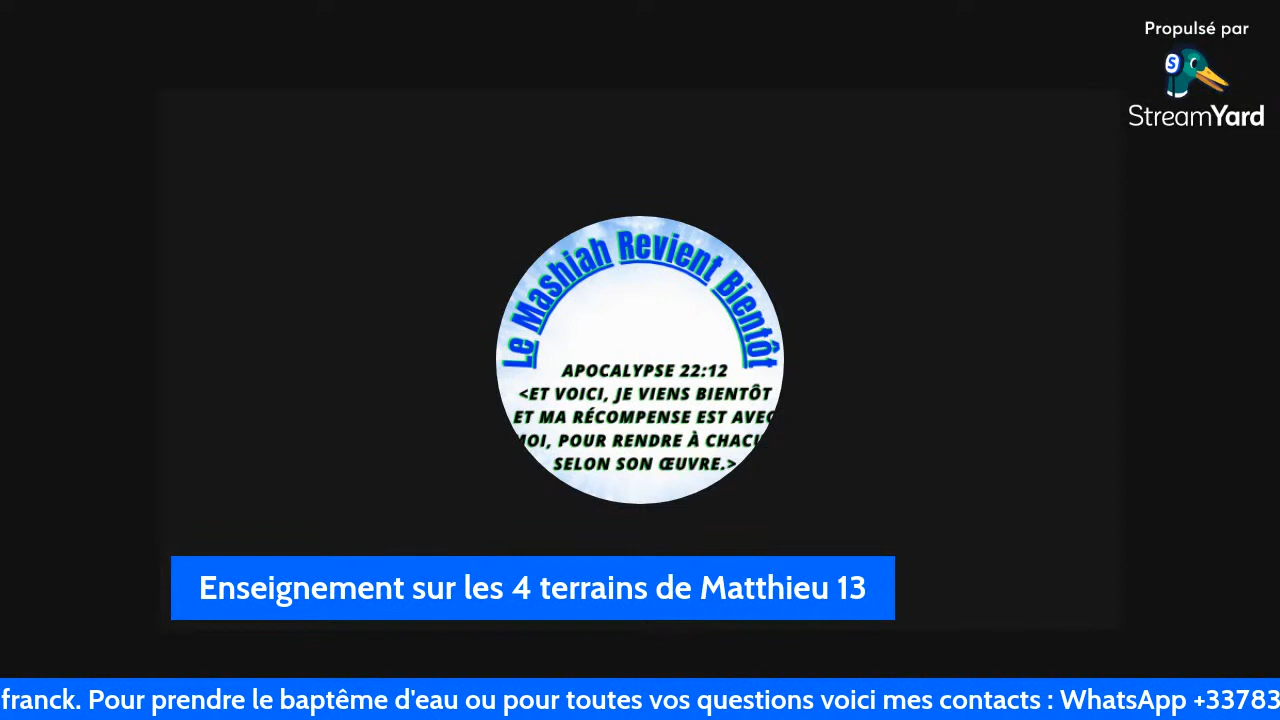 Propulsé par
StreamYard
Le Mashiah Revient Bientôt
APOCALYPSE 22:12
<ET VOICI, JE VIENS BIENTÔT
ET MA RÉCOMPENSE EST AVEC
MOI, POUR RENDRE À CHACU
SELON SON ŒUVRE.>
Enseignement sur les 4 terrains de Matthieu 13
franck. Pour prendre le baptême d'eau ou pour toutes vos questions voici mes contacts : WhatsApp +33783